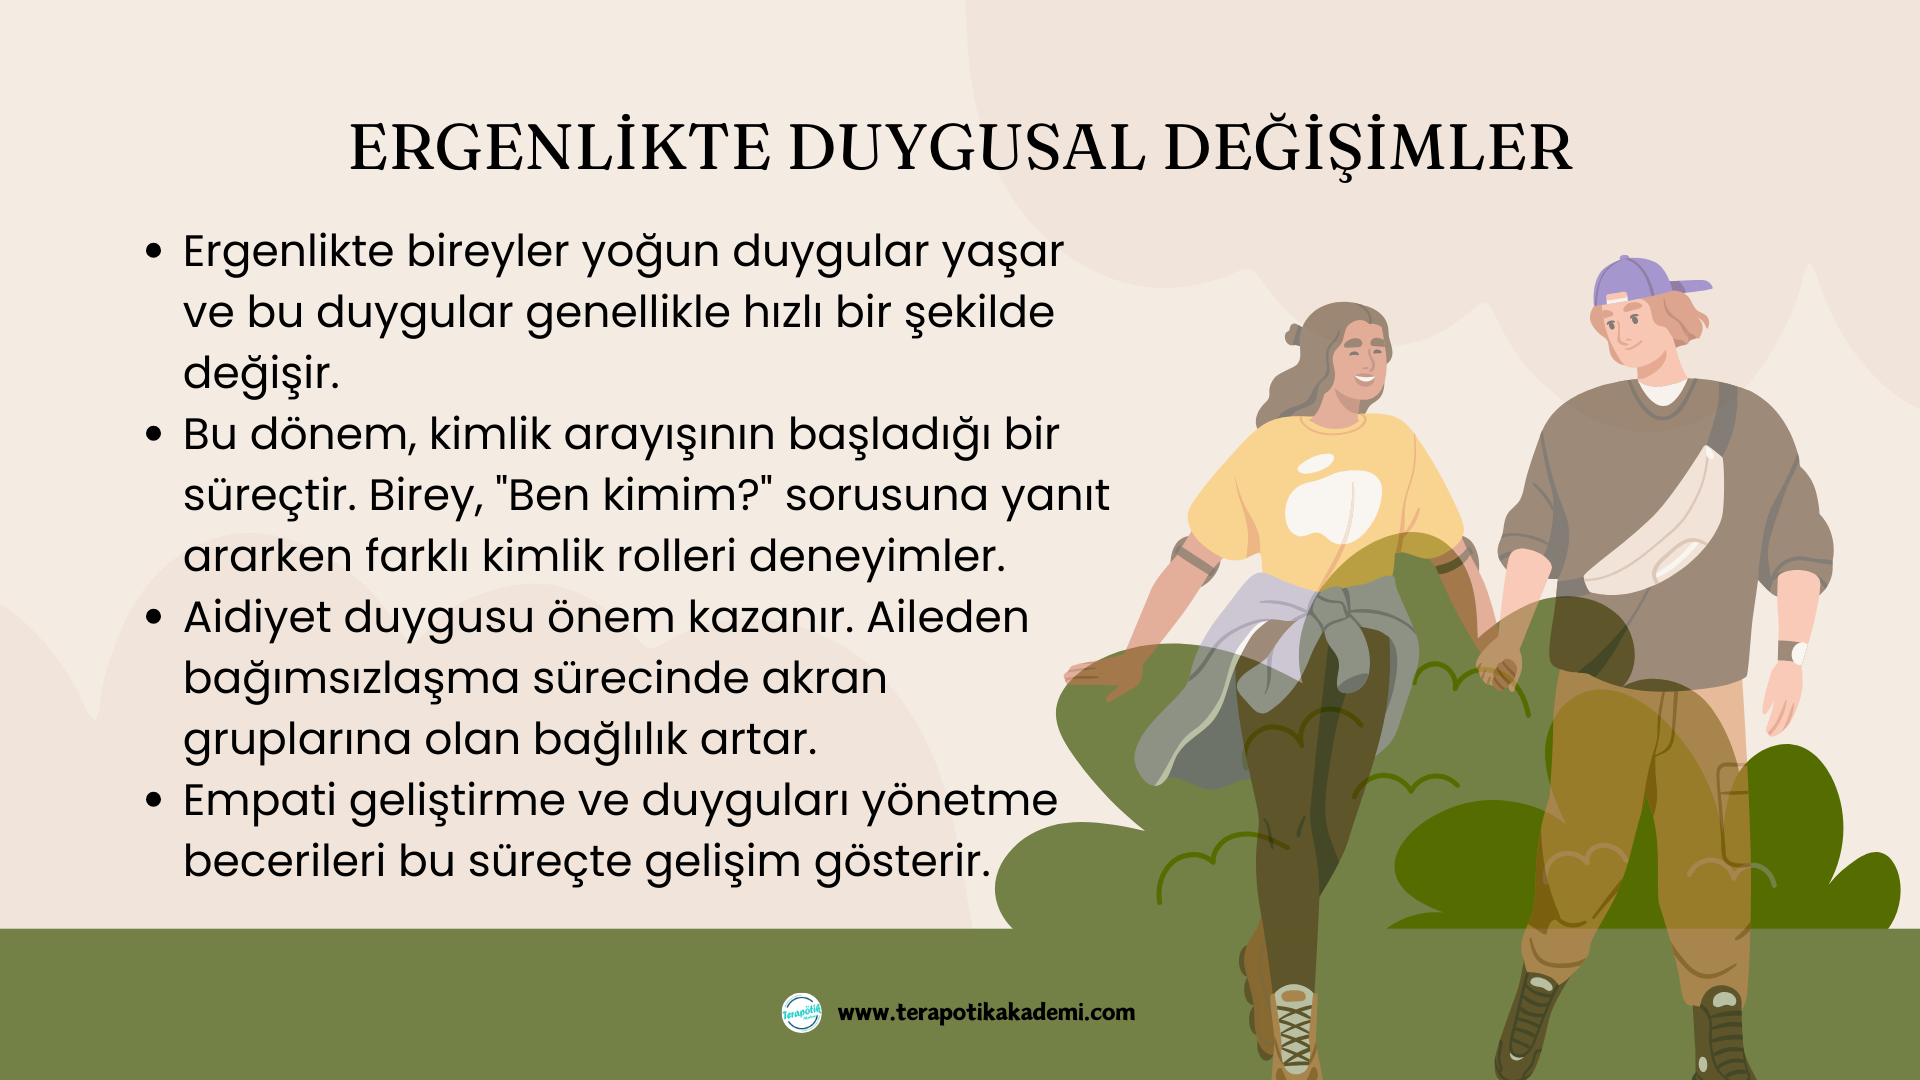 ERGENLİKTE DUYGUSAL DEĞİŞİMLER
• Ergenlikte bireyler yoğun duygular yaşar
ve bu duygular genellikle hızlı bir şekilde
değişir.
• Bu dönem, kimlik arayışının başladığı bir
süreçtir. Birey, "Ben kimim?" sorusuna yanıt
ararken farklı kimlik rolleri deneyimler.
• Aidiyet duygusu önem kazanır. Aileden
bağımsızlaşma sürecinde akran
gruplarına olan bağlılık artar.
• Empati geliştirme ve duyguları yönetme
becerileri bu süreçte gelişim gösterir.
Terapötik
www.terapotikakademi.com